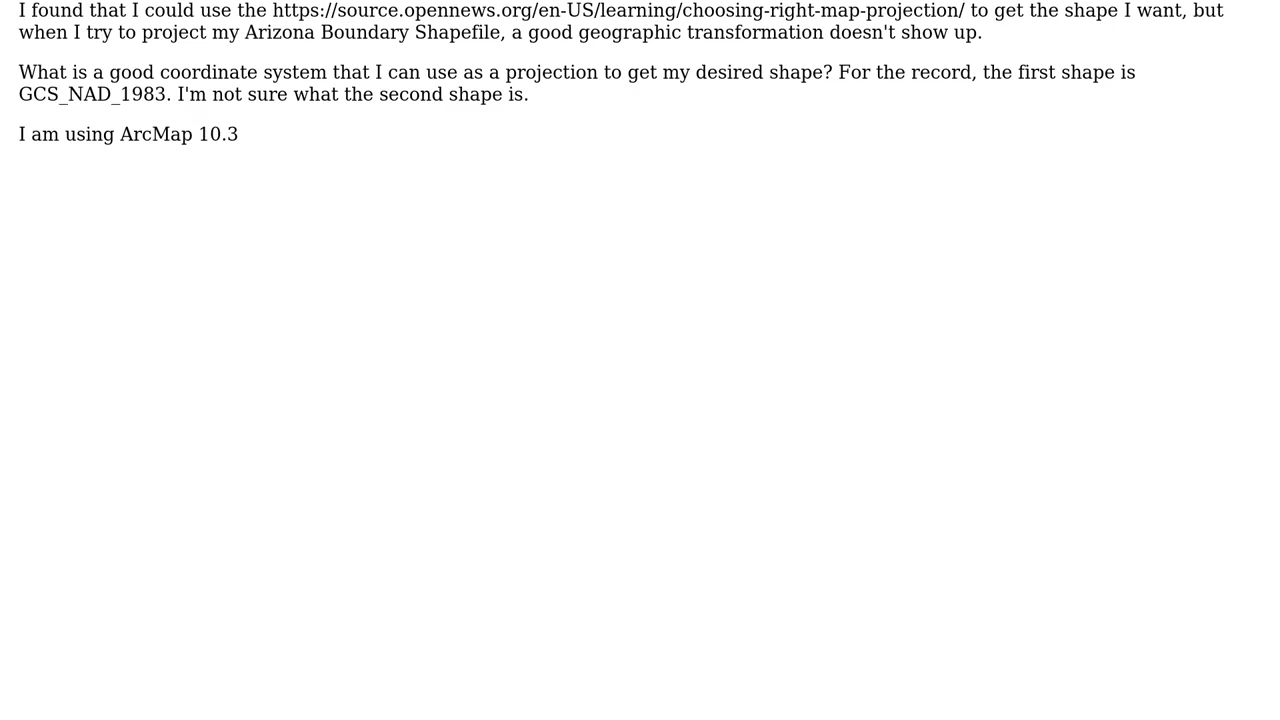 I found that I could use the https://source.opennews.org/en-US/learning/choosing-right-map-projection/ to get the shape I want, but
when I try to project my Arizona Boundary Shapefile, a good geographic transformation doesn't show up.
What is a good coordinate system that I can use as a projection to get my desired shape? For the record, the first shape is
GCS_NAD_1983. I'm not sure what the second shape is.
I am using ArcMap 10.3